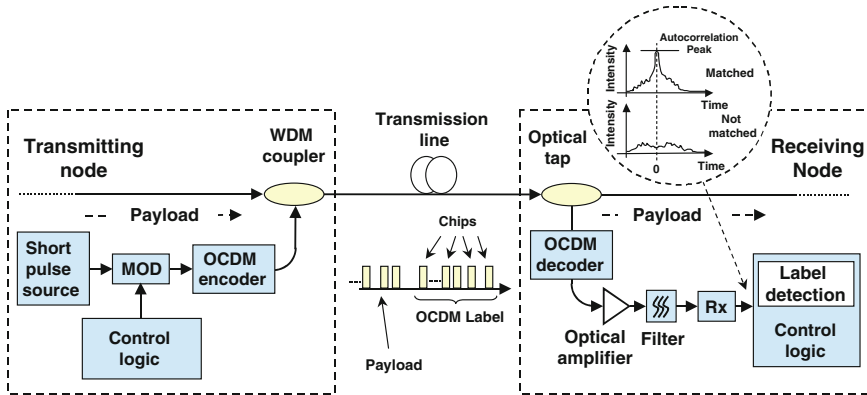 Autocorrelation
Peak
Intensity
Matched
Time
Intensity
Not
matched
Time
0
Transmitting
node
WDM
coupler
Transmission
line
Optical
tap
Receiving
Node
Payload
Payload
Short
pulse
source
MOD
OCDM
encoder
Control
logic
Chips
OCDM Label
Payload
OCDM
decoder
Optical
amplifier
Filter
Rx
Label
detection
Control
logic